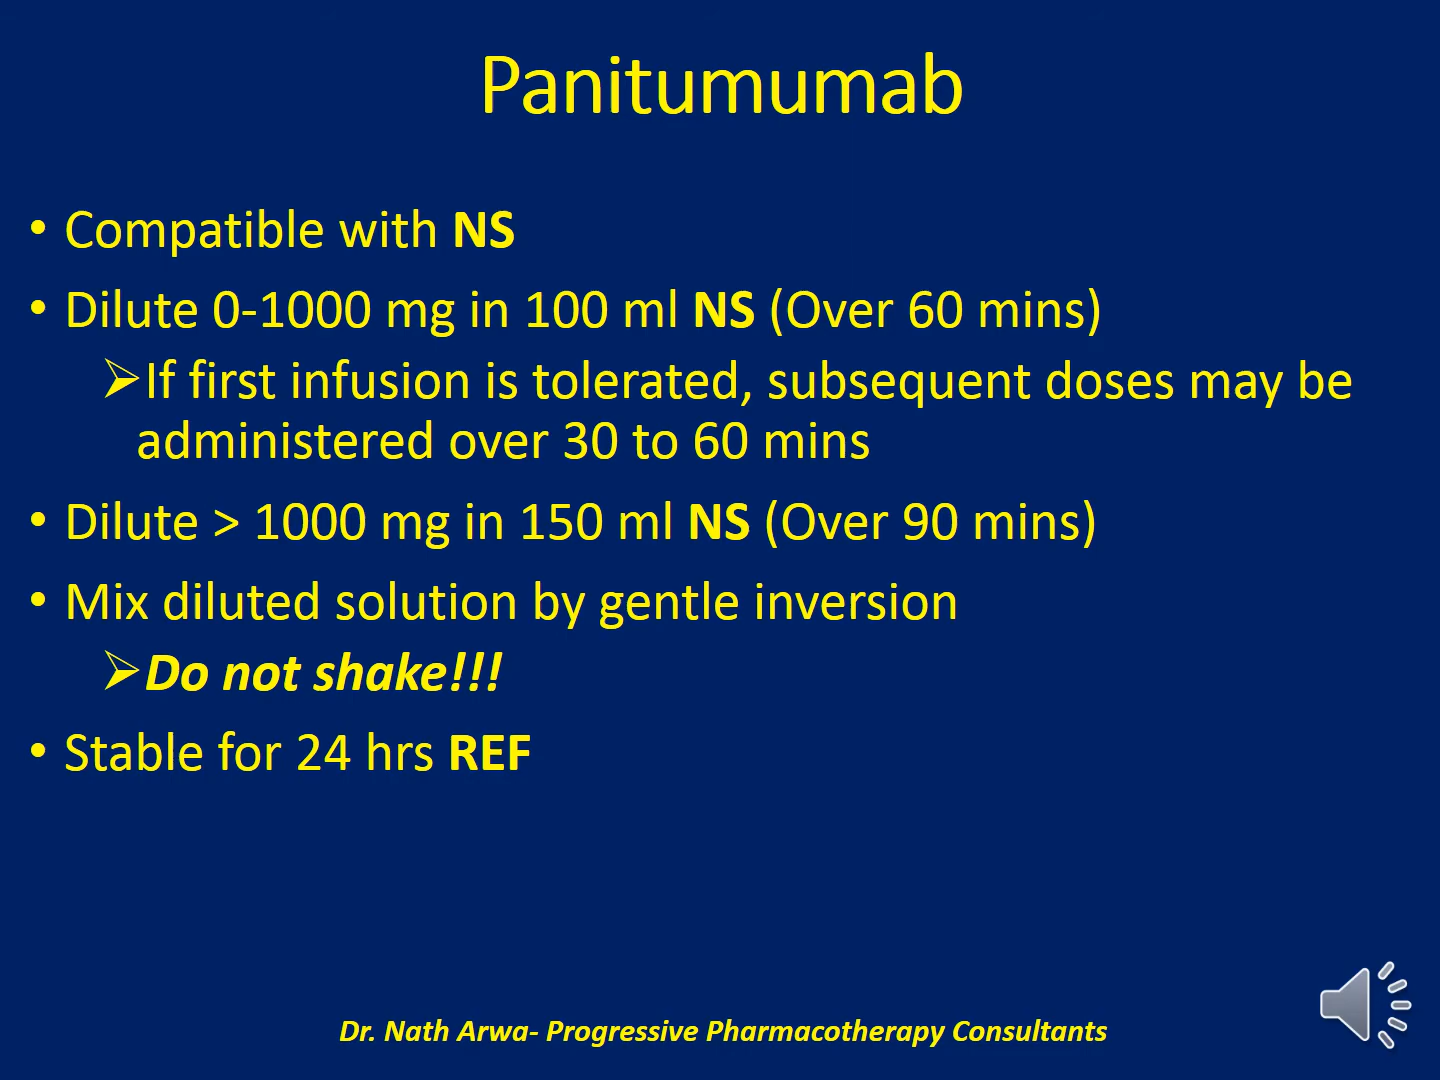 Panitumumab
• Compatible with NS
• Dilute 0-1000 mg in 100 ml NS (Over 60 mins)
➢If first infusion is tolerated, subsequent doses may be
administered over 30 to 60 mins
• Dilute > 1000 mg in 150 ml NS (Over 90 mins)
• Mix diluted solution by gentle inversion
➢Do not shake!!!
• Stable for 24 hrs REF
Dr. Nath Arwa- Progressive Pharmacotherapy Consultants